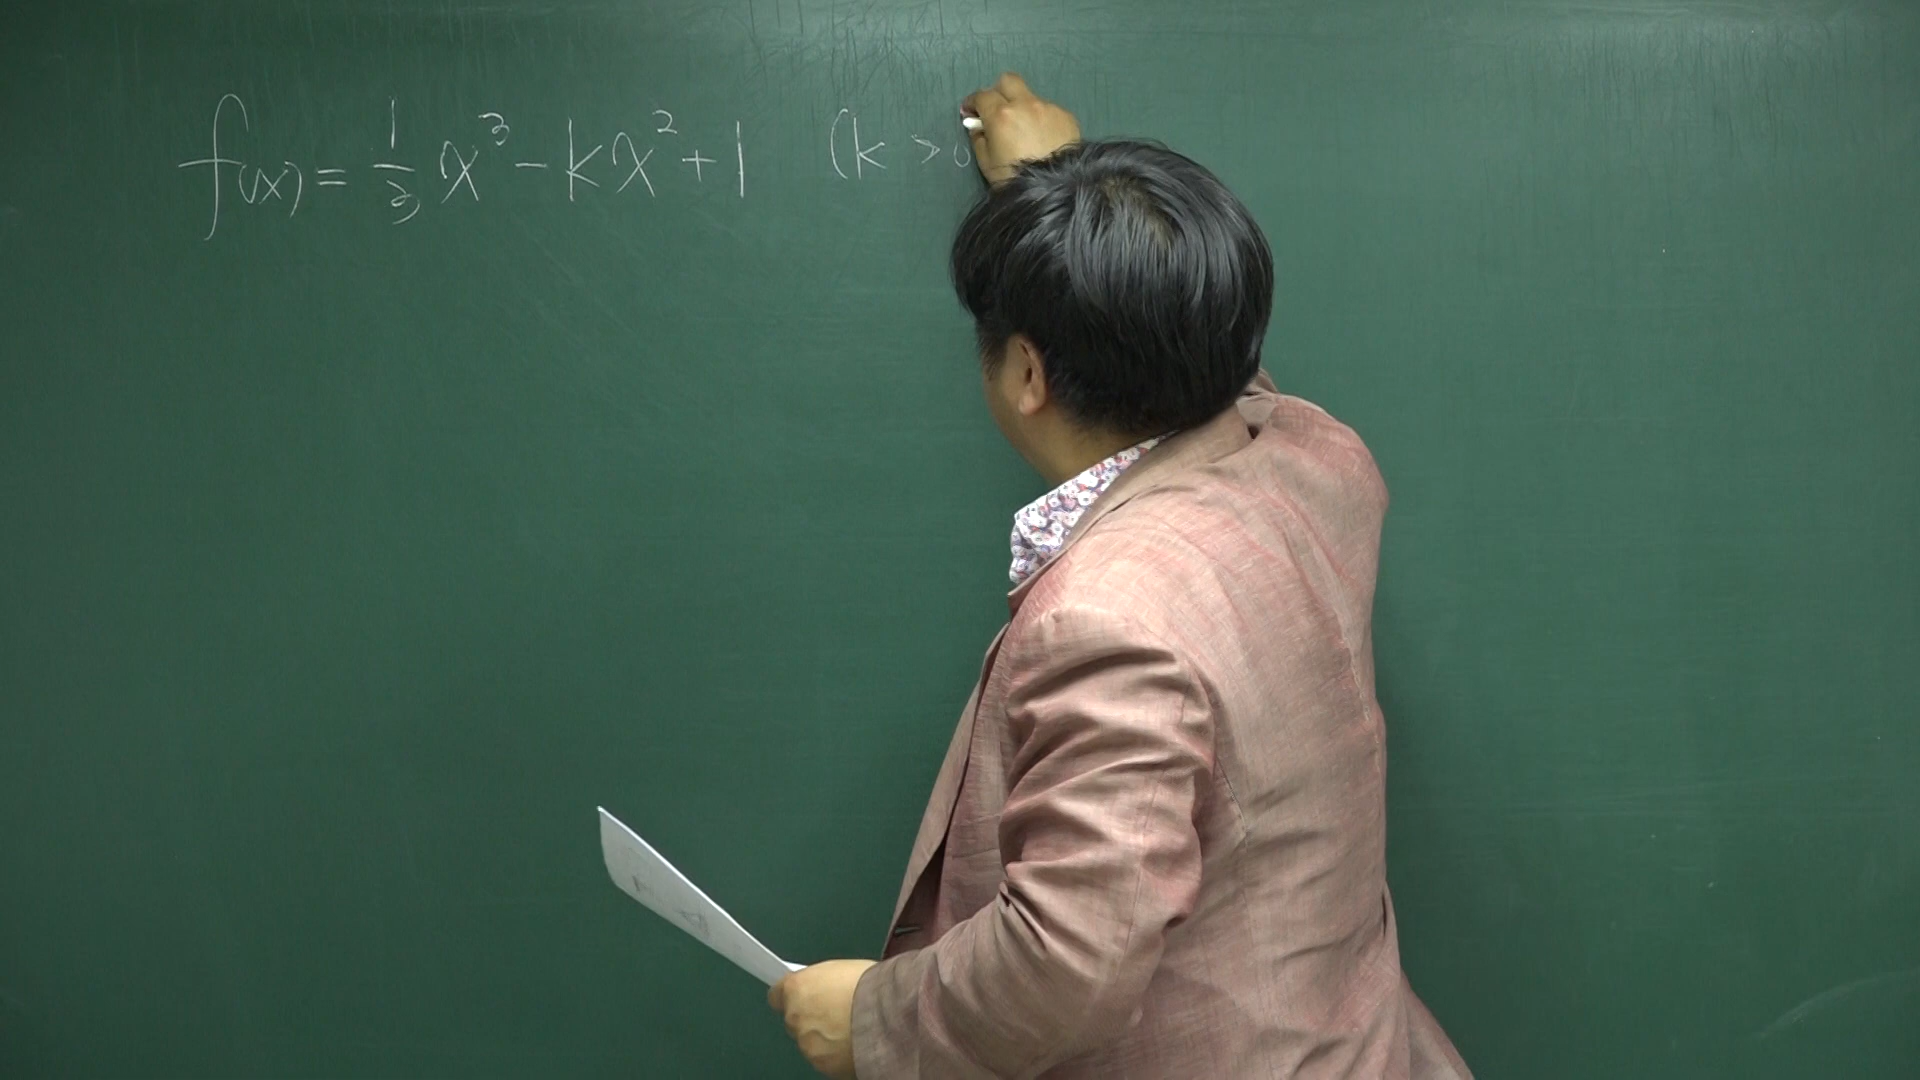 f(x) = 1/3 x³ - kx² + 1 (k > 0